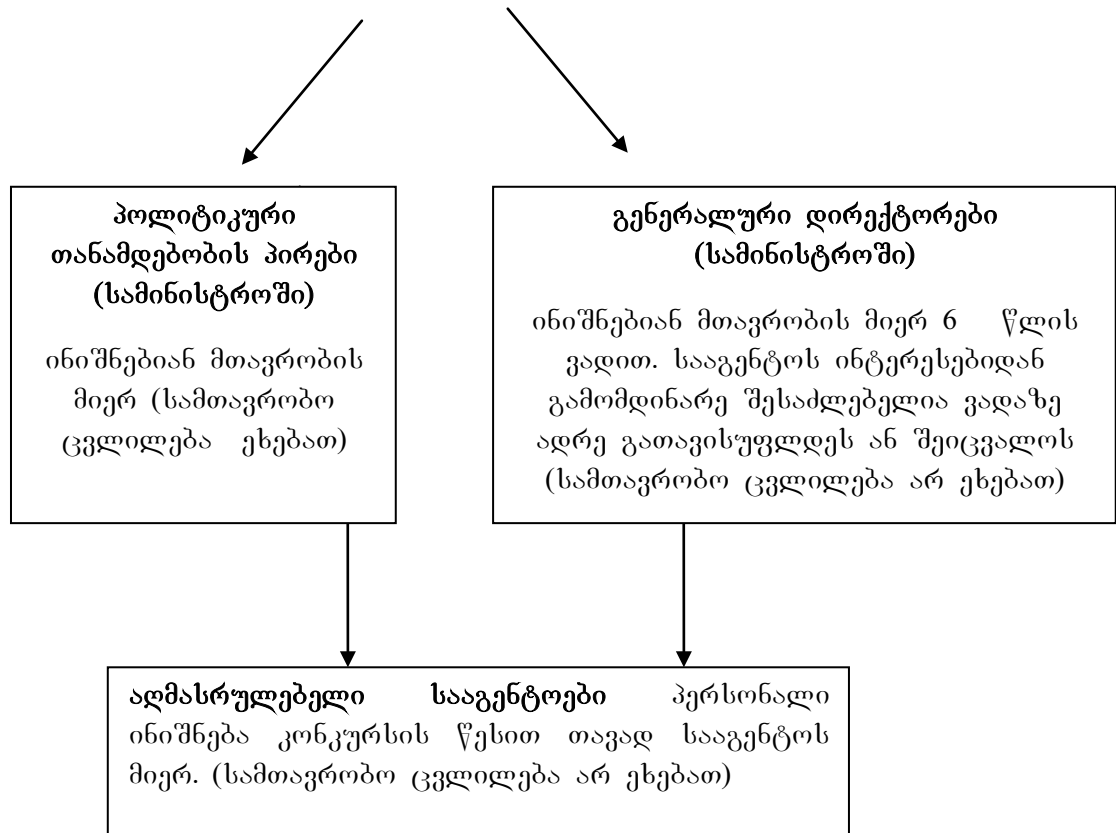 პოლიტიკური
თანამდებობის პირები
(სამინისტროში)
ინიშნებიან მთავრობის
მიერ (სამთავრობო
ცვლილება ეხებათ)
გენერალური დირექტორები
(სამინისტროში)
ინიშნებიან მთავრობის მიერ 6 წლის
ვადით. სააგენტოს ინტერესებიდან
გამომდინარე შესაძლებელია ვადაზე
ადრე გათავისუფლდეს ან შეიცვალოს
(სამთავრობო ცვლილება არ ეხებათ)
აღმასრულებელი სააგენტოები პერსონალი
ინიშნება კონკურსის წესით თავად სააგენტოს
მიერ. (სამთავრობო ცვლილება არ ეხებათ)